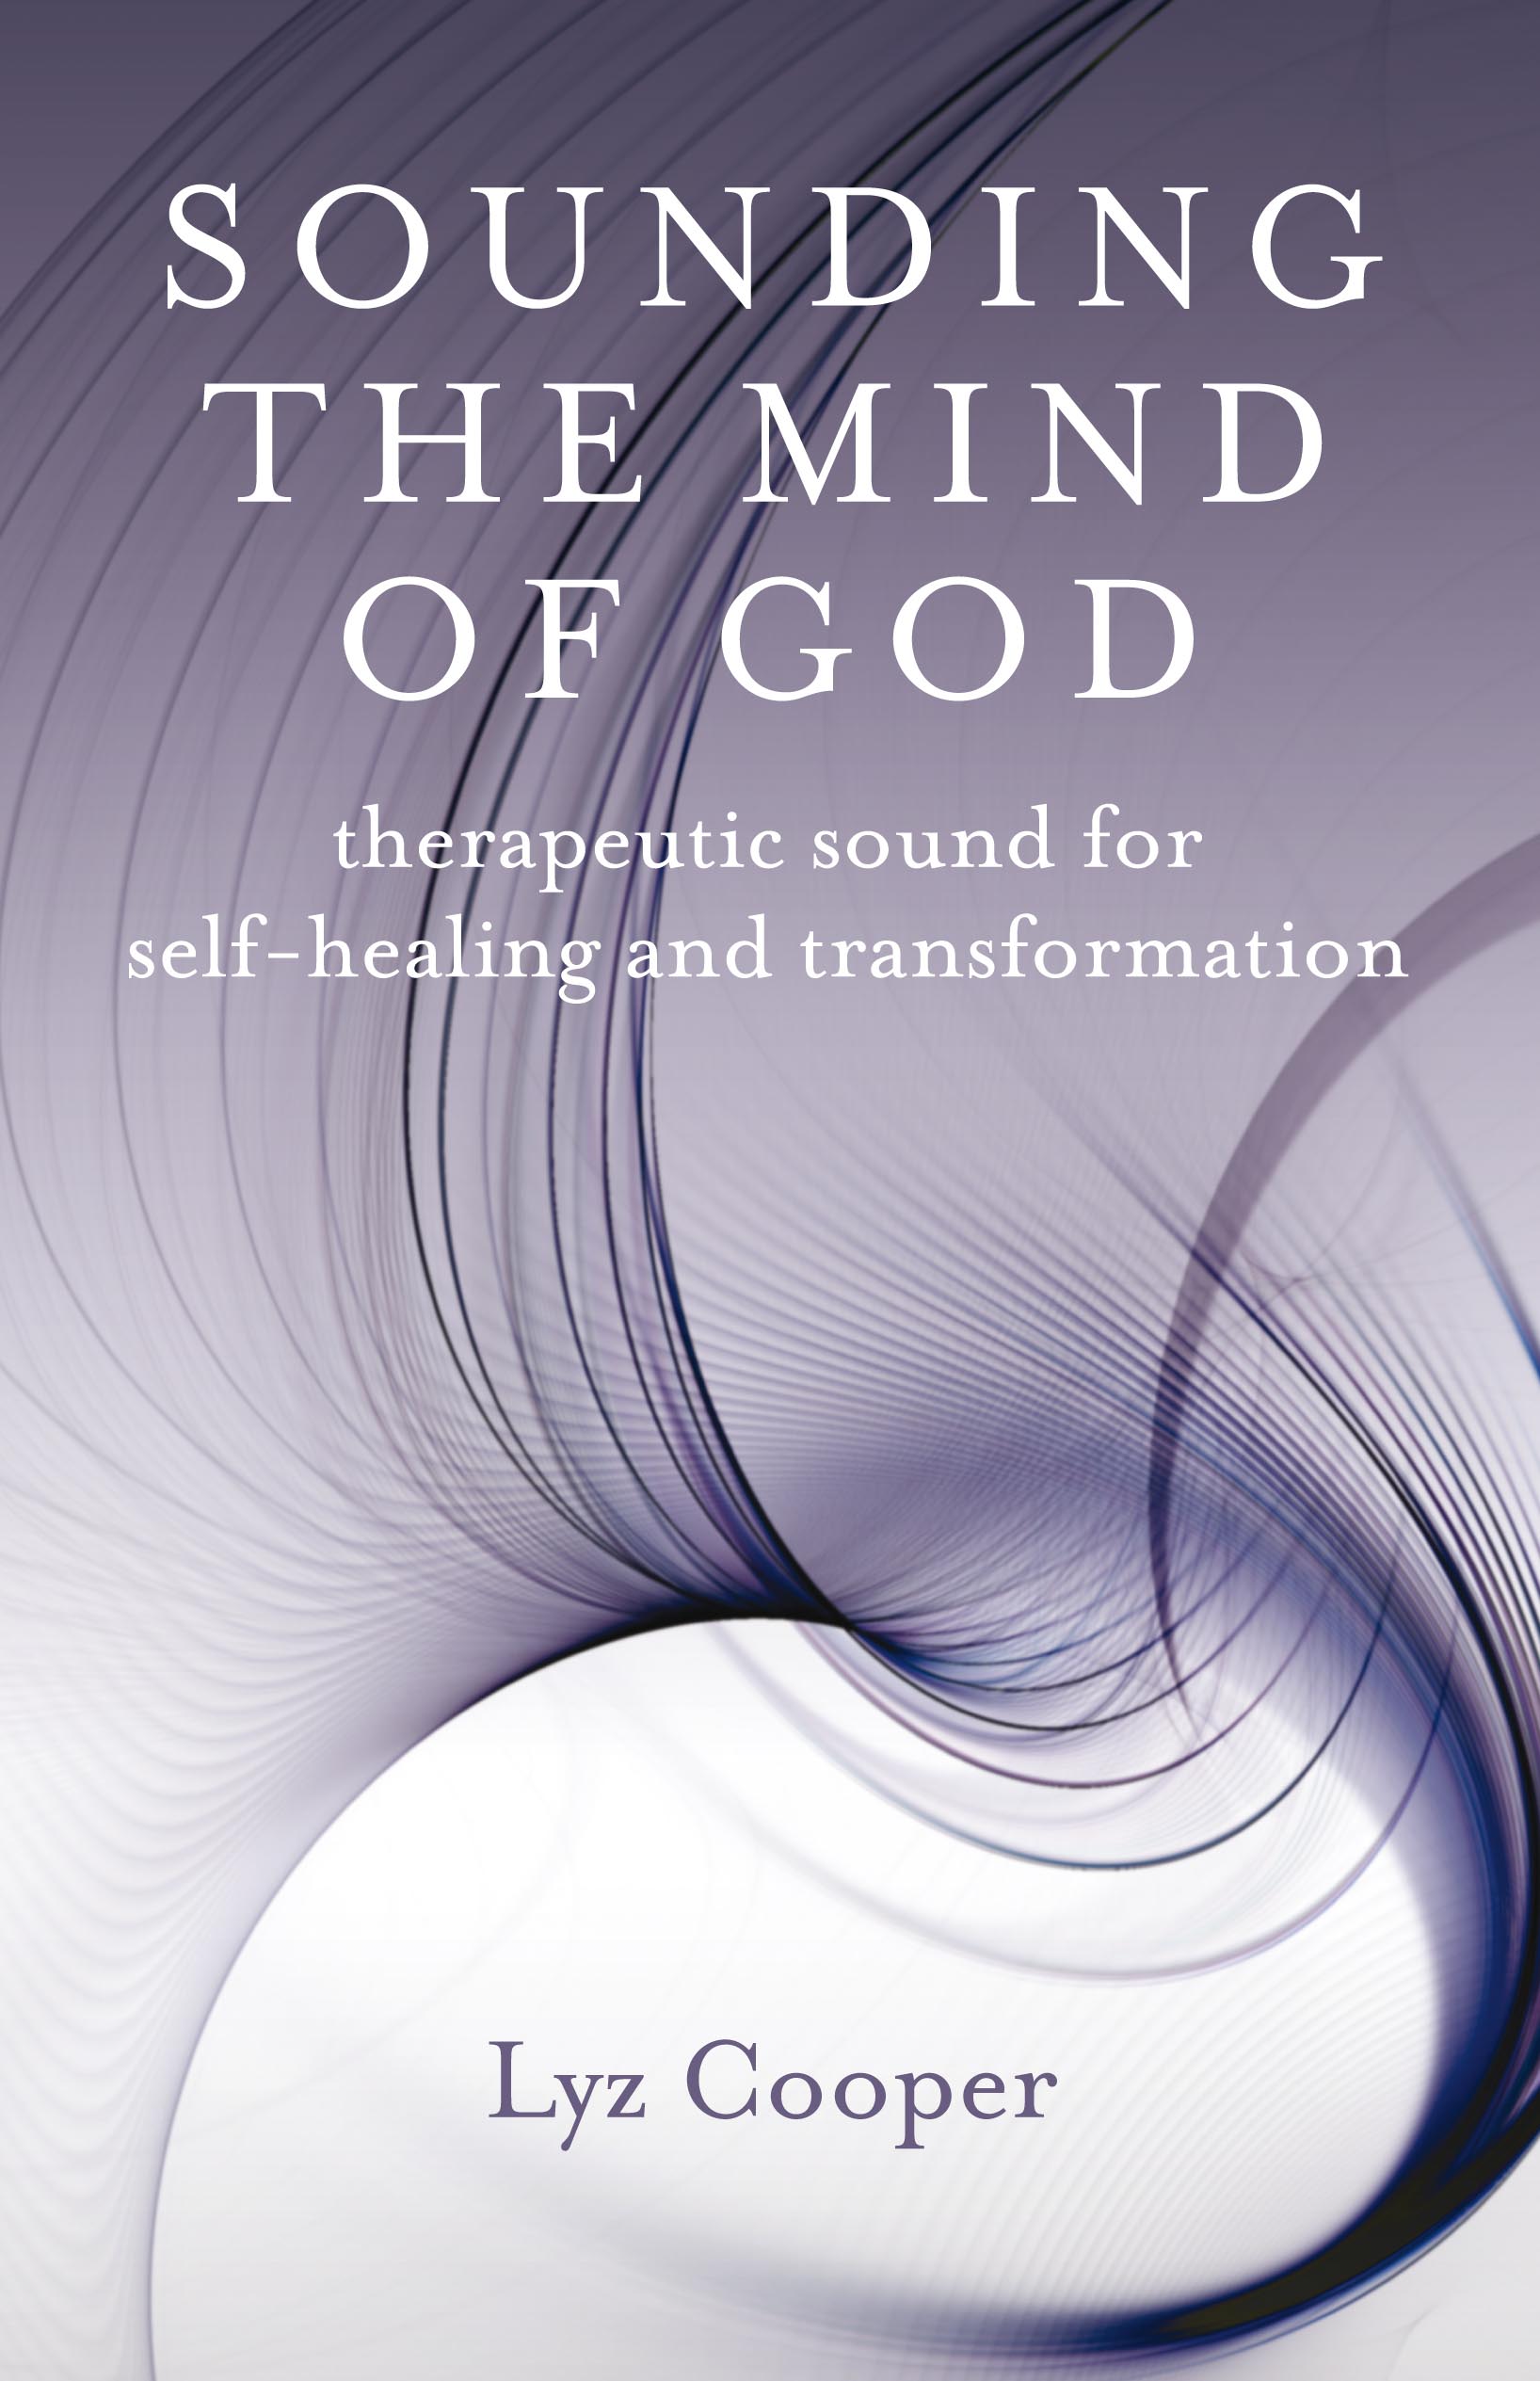 SOUNDING
THE MIND
OF GOD
therapeutic sound for
self-healing and transformation
Lyz Cooper